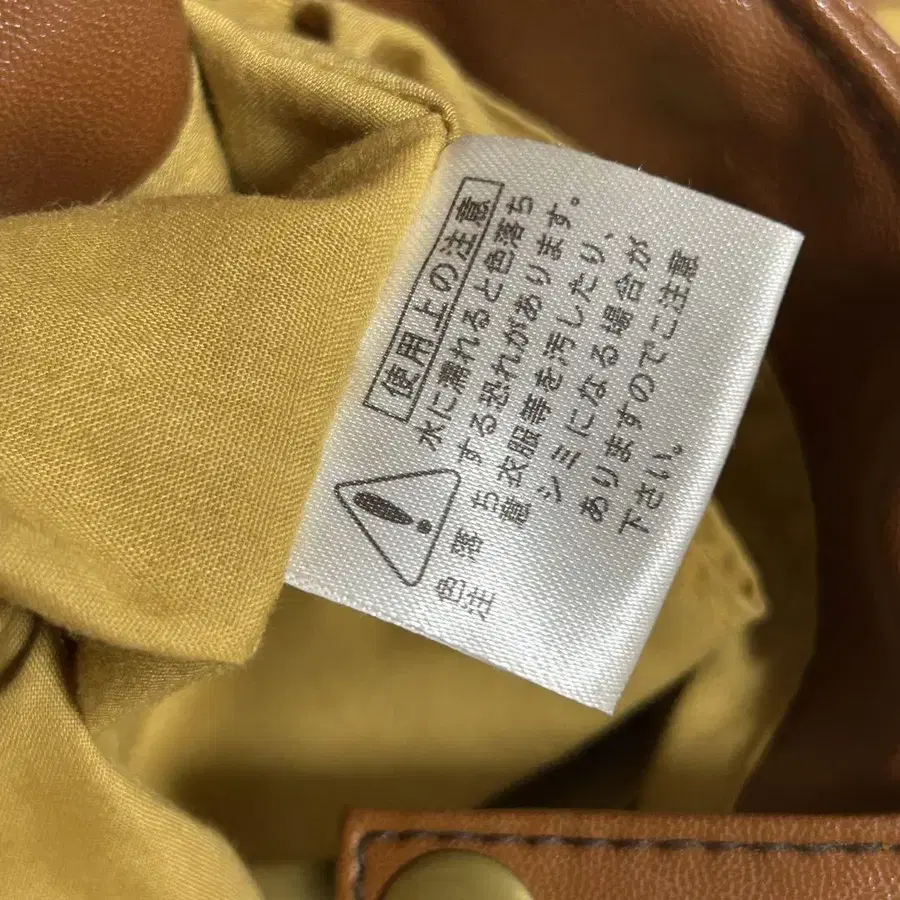 使用上の注意
水に濡れると色落ち
する恐れがあります。
衣服等を汚したり、
シミになる場合が
ありますのでご注意
下さい。
色落ち
注意